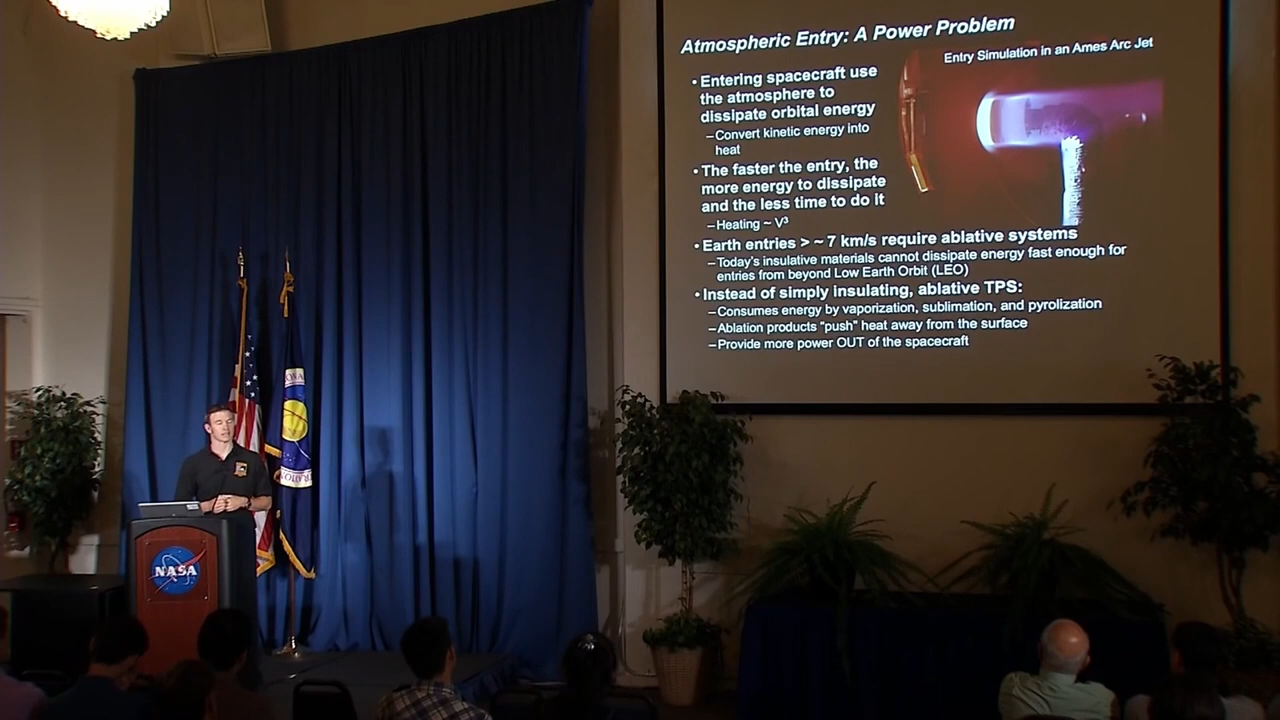 Atmospheric Entry: A Power Problem
Entry Simulation in an Ames Arc Jet
• Entering spacecraft use
the atmosphere to
dissipate orbital energy
–Convert kinetic energy into
heat
• The faster the entry, the
more energy to dissipate
and the less time to do it
–Heating ~ V³
• Earth entries > ~ 7 km/s require ablative systems
–Today's insulative materials cannot dissipate energy fast enough for
entries from beyond Low Earth Orbit (LEO)
• Instead of simply insulating, ablative TPS:
–Consumes energy by vaporization, sublimation, and pyrolization
–Ablation products "push" heat away from the surface
–Provide more power OUT of the spacecraft
NASA